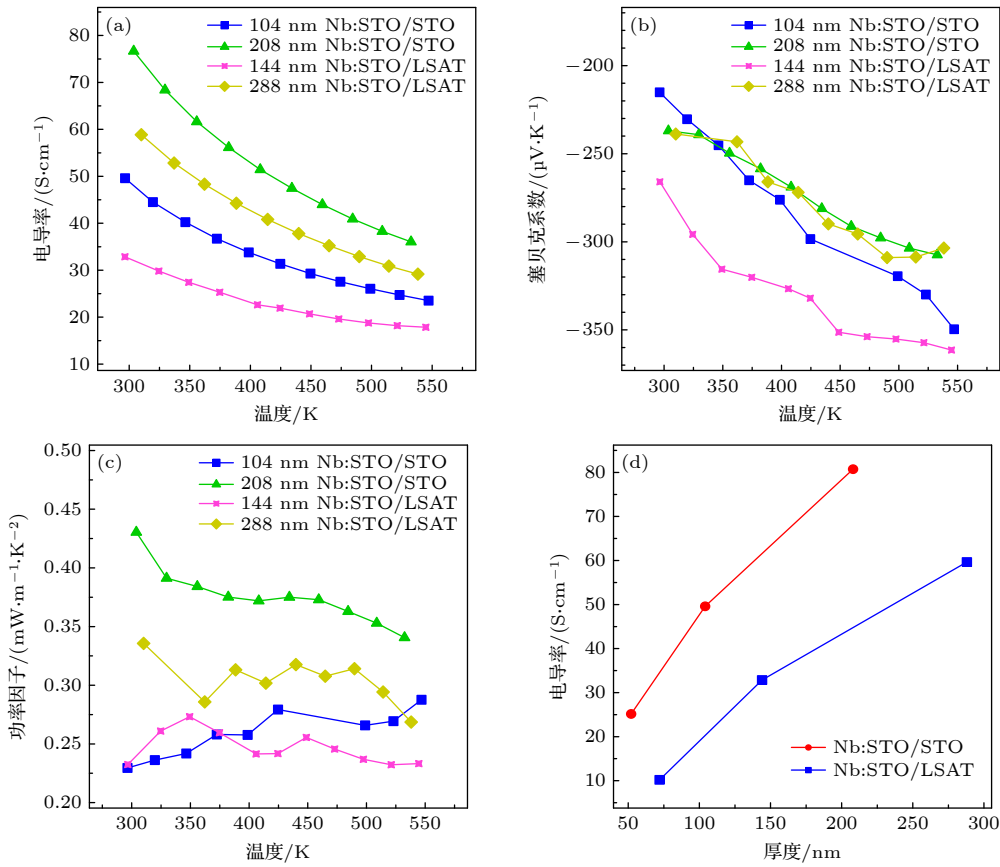 (a)
104 nm Nb:STO/STO
208 nm Nb:STO/STO
144 nm Nb:STO/LSAT
288 nm Nb:STO/LSAT
80
70
60
50
40
30
20
10
电导率/(S·cm−1)
300 350 400 450 500 550
温度/K
(b)
104 nm Nb:STO/STO
208 nm Nb:STO/STO
144 nm Nb:STO/LSAT
288 nm Nb:STO/LSAT
−200
−250
−300
−350
塞贝克系数/(μV·K−1)
300 350 400 450 500 550
温度/K
(c)
104 nm Nb:STO/STO
208 nm Nb:STO/STO
144 nm Nb:STO/LSAT
288 nm Nb:STO/LSAT
0.50
0.45
0.40
0.35
0.30
0.25
0.20
功率因子/(mW·m−1·K−2)
300 350 400 450 500 550
温度/K
(d)
80
70
60
50
40
30
20
10
电导率/(S·cm−1)
Nb:STO/STO
Nb:STO/LSAT
50 100 150 200 250 300
厚度/nm